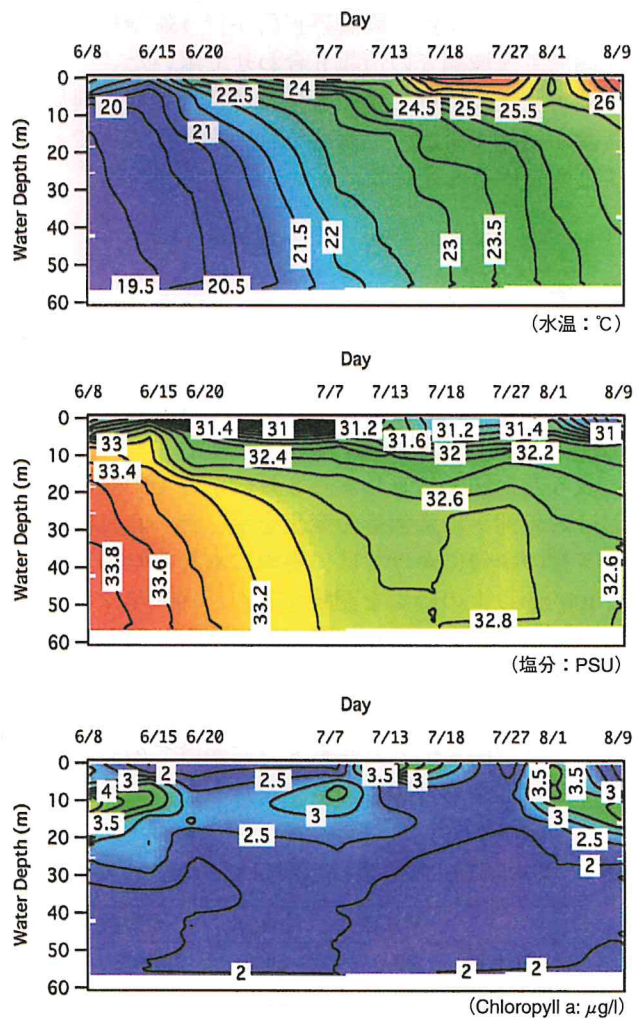 Day
6/8 6/15 6/20 7/7 7/13 7/18 7/27 8/1 8/9
Water Depth (m)
0
10
20
30
40
50
60
20 21 22.5 24 24.5 25 25.5 26
19.5 20.5 21.5 22 23 23.5
(水温：℃)
Day
6/8 6/15 6/20 7/7 7/13 7/18 7/27 8/1 8/9
Water Depth (m)
0
10
20
30
40
50
60
31.4 31 31.2 31.2 31.4 31
33 32.4 31.6 32 32.2
33.4 32.6
33.8 33.6 33.2 32.8 32.6
(塩分：PSU)
Day
6/8 6/15 6/20 7/7 7/13 7/18 7/27 8/1 8/9
Water Depth (m)
0
10
20
30
40
50
60
3 2 2.5 3.5 3 3.5 3.5 3
4 3 3
3.5 2.5 2.5
2
2 2 2 2
(Chloropyll a: μg/l)